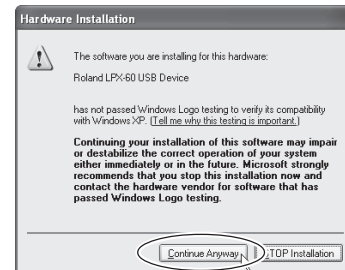 Hardware Installation
The software you are installing for this hardware:
Roland LPX-60 USB Device
has not passed Windows Logo testing to verify its compatibility
with Windows XP. (Tell me why this testing is important.)
Continuing your installation of this software may impair
or destabilize the correct operation of your system
either immediately or in the future. Microsoft strongly
recommends that you stop this installation now and
contact the hardware vendor for software that has
passed Windows Logo testing.
Continue Anyway
STOP Installation